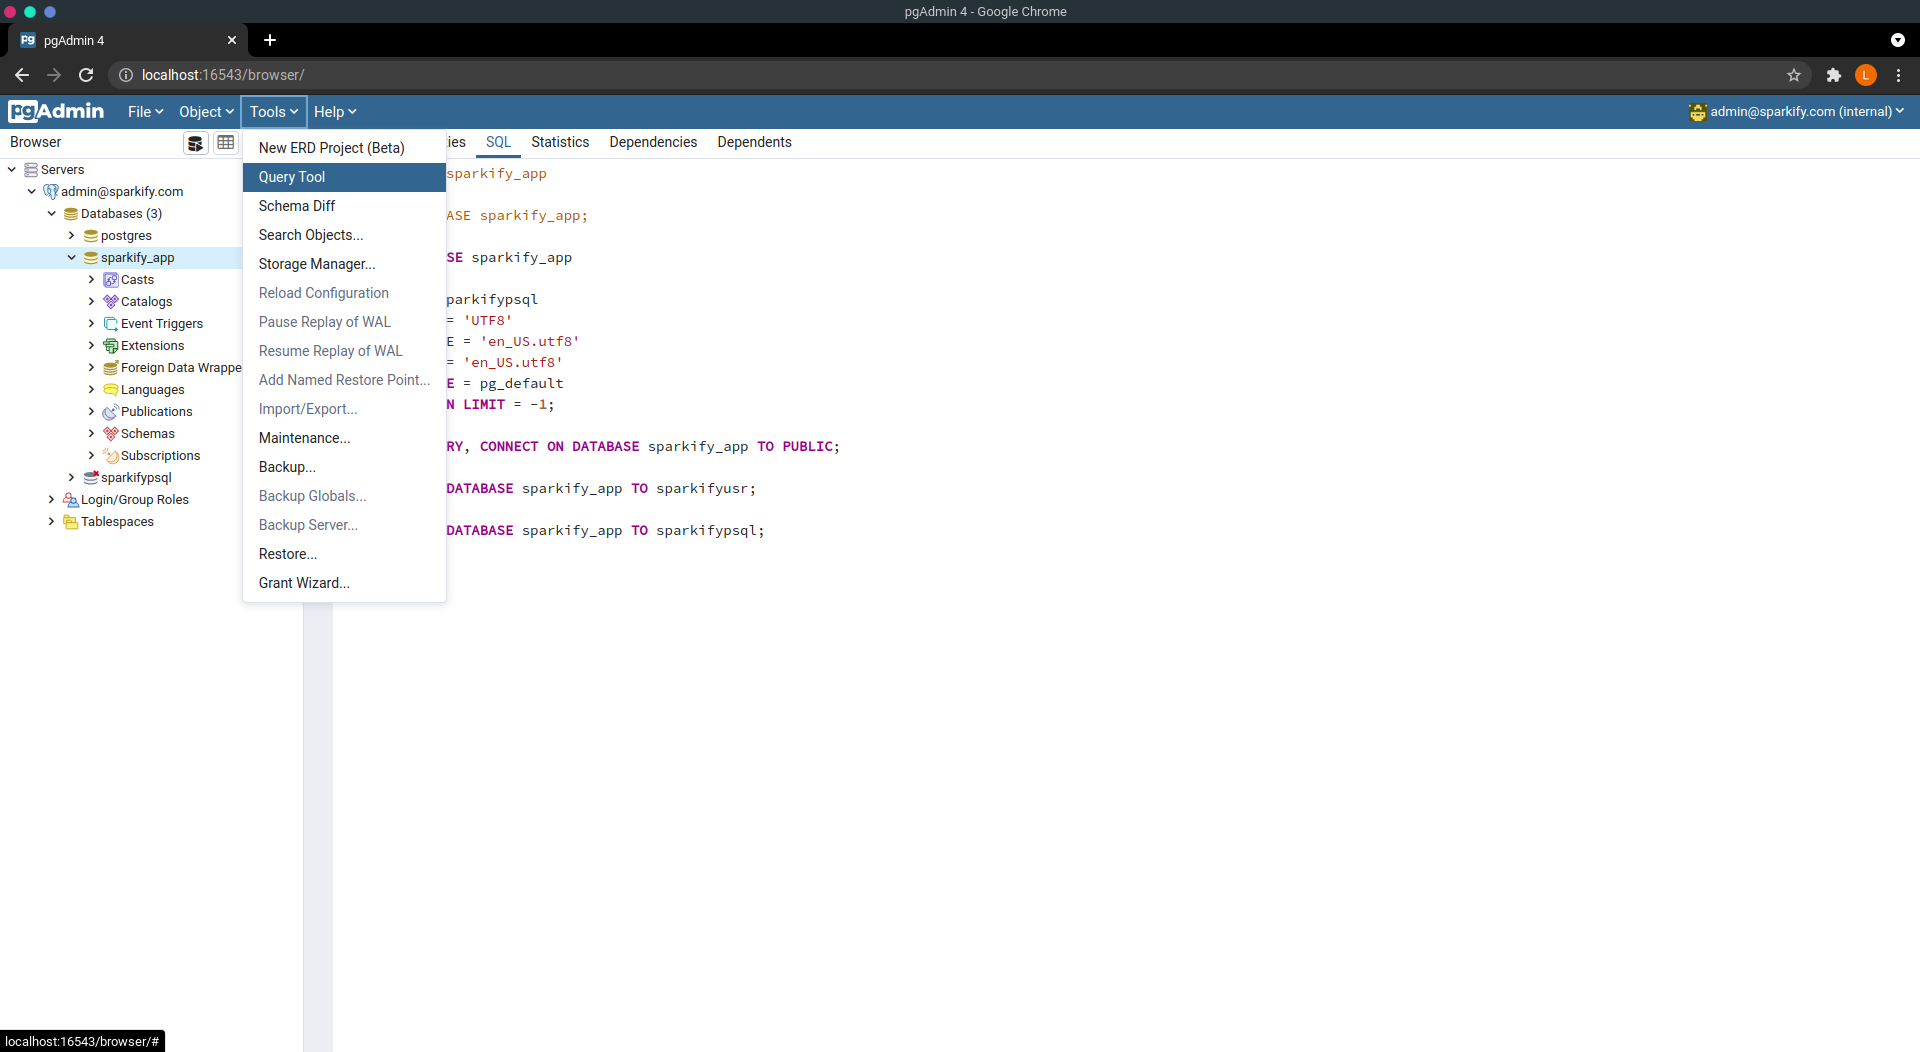 pgAdmin 4 - Google Chrome
pgAdmin 4
localhost:16543/browser/
L
pgAdmin
File
Object
Tools
Help
admin@sparkify.com (internal)
Browser
ies
SQL
Statistics
Dependencies
Dependents
Servers
admin@sparkify.com
Databases (3)
postgres
sparkify_app
Casts
Catalogs
Event Triggers
Extensions
Foreign Data Wrappe
Languages
Publications
Schemas
Subscriptions
sparkifypsql
Login/Group Roles
Tablespaces
New ERD Project (Beta)
Query Tool
Schema Diff
Search Objects...
Storage Manager...
Reload Configuration
Pause Replay of WAL
Resume Replay of WAL
Add Named Restore Point...
Import/Export...
Maintenance...
Backup...
Backup Globals...
Backup Server...
Restore...
Grant Wizard...
sparkify_app
ASE sparkify_app;
SE sparkify_app
parkifypsql
= 'UTF8'
E = 'en_US.utf8'
= 'en_US.utf8'
E = pg_default
N LIMIT = -1;
RY, CONNECT ON DATABASE sparkify_app TO PUBLIC;
DATABASE sparkify_app TO sparkifyusr;
DATABASE sparkify_app TO sparkifypsql;
localhost:16543/browser/#